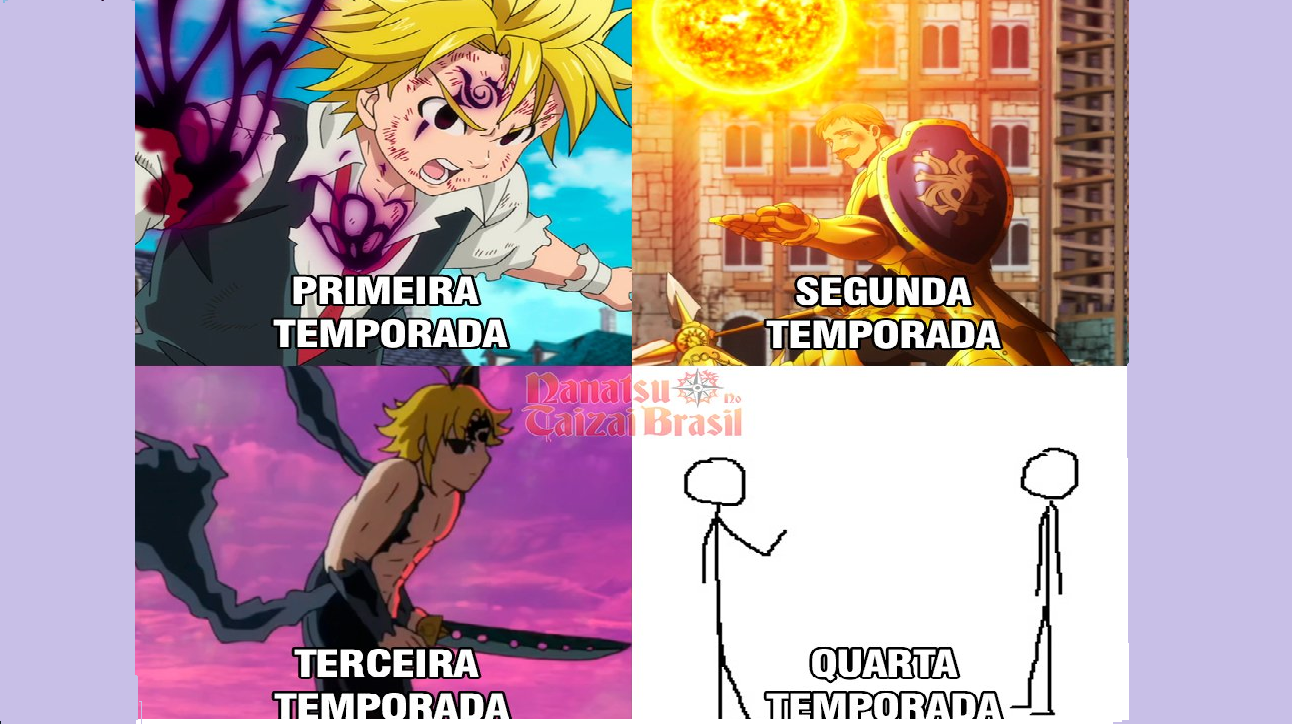 PRIMEIRA
TEMPORADA
SEGUNDA
TEMPORADA
Nanatsu no
Taizai Brasil
TERCEIRA
TEMPORADA
QUARTA
TEMPORADA